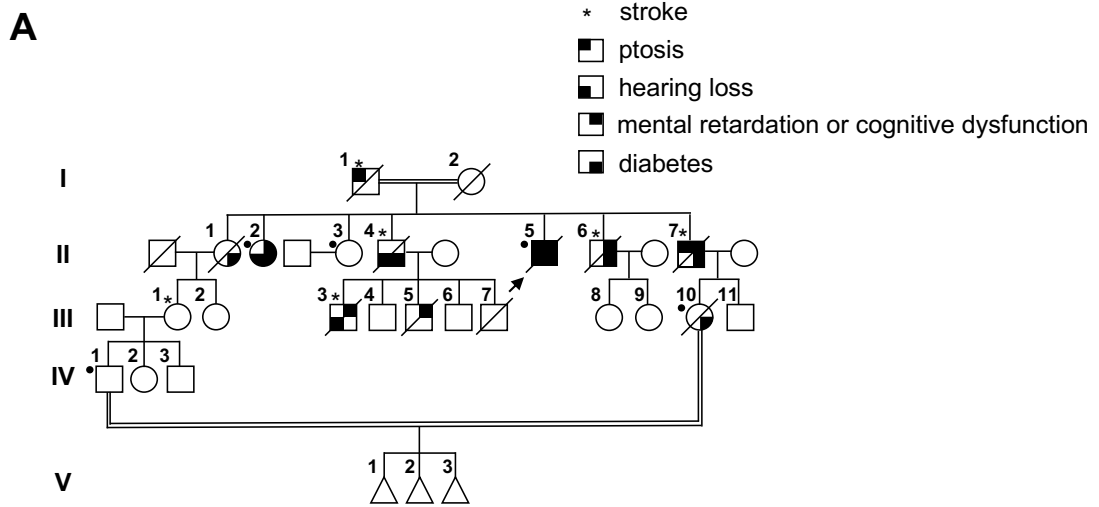 A
* stroke
ptosis
hearing loss
mental retardation or cognitive dysfunction
diabetes
I
1 * 2
II
1 2 3 4 * 5 6 * 7 *
III
1 * 2 3 * 4 5 6 7 8 9 10 11
IV
1 2 3
V
1 2 3